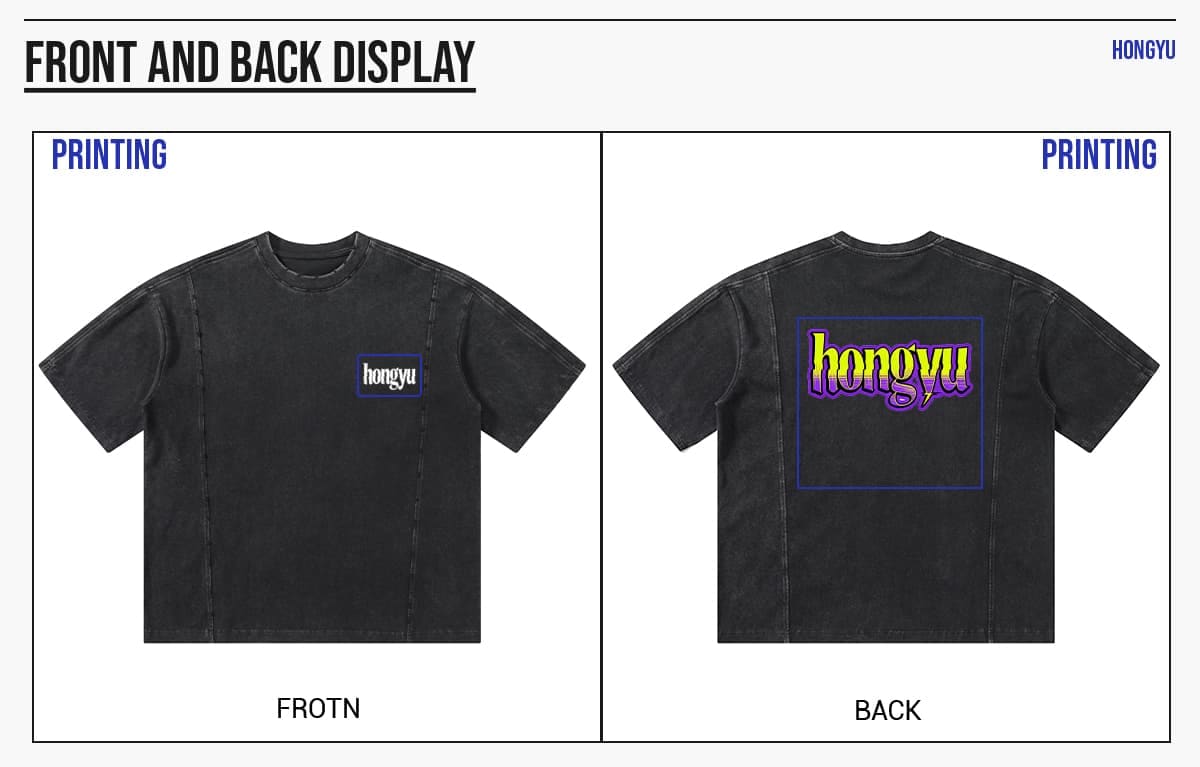 FRONT AND BACK DISPLAY
HONGYU
PRINTING
PRINTING
hongyu
hongyu
FROTN
BACK